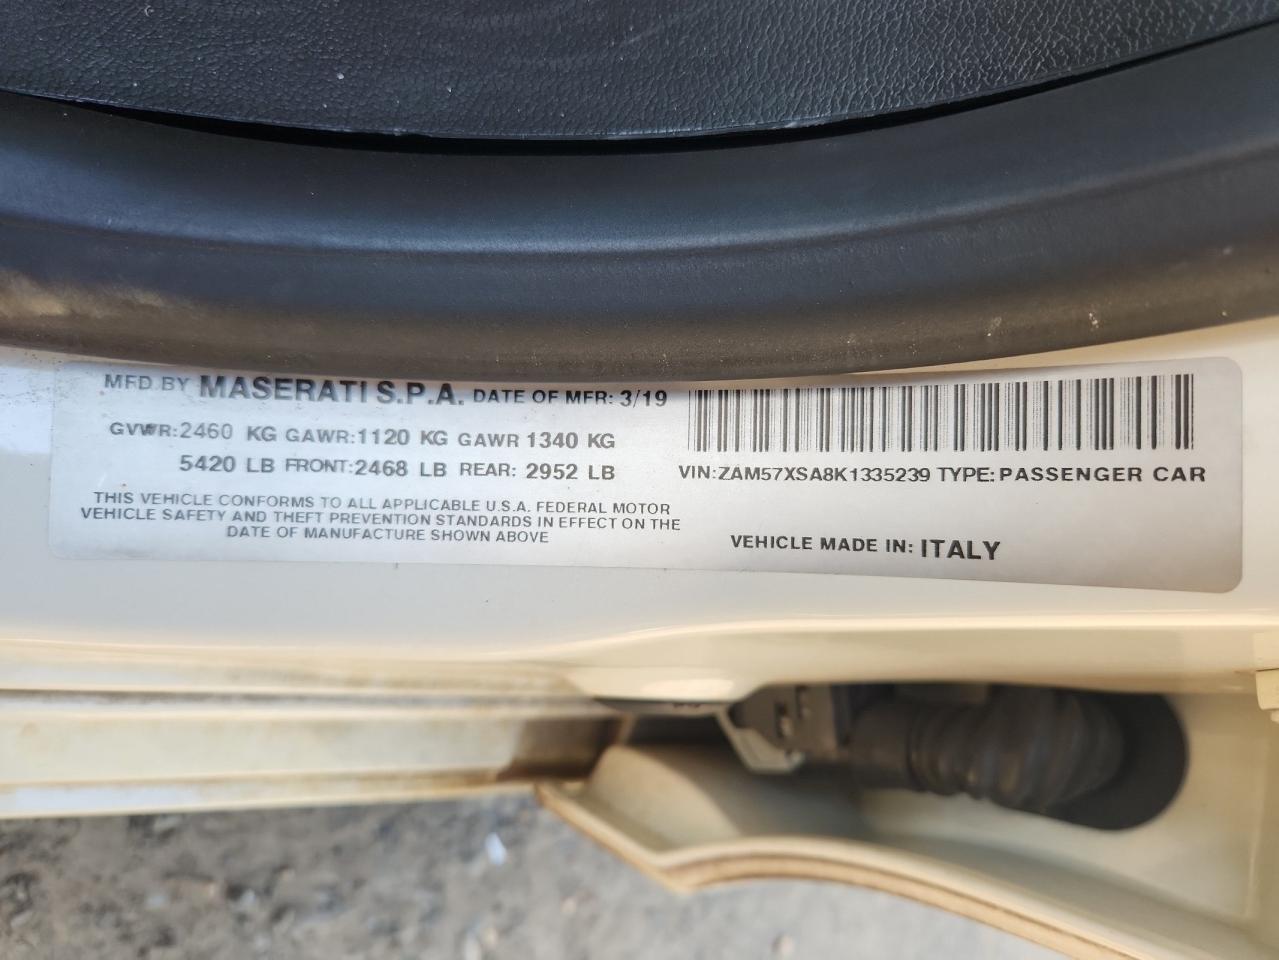 MFD BY MASERATI S.P.A. DATE OF MFR: 3/19
GVWR:2460 KG GAWR:1120 KG GAWR 1340 KG
5420 LB FRONT:2468 LB REAR: 2952 LB
THIS VEHICLE CONFORMS TO ALL APPLICABLE U.S.A. FEDERAL MOTOR
VEHICLE SAFETY AND THEFT PREVENTION STANDARDS IN EFFECT ON THE
DATE OF MANUFACTURE SHOWN ABOVE
VIN:ZAM57XSA8K1335239 TYPE:PASSENGER CAR
VEHICLE MADE IN: ITALY